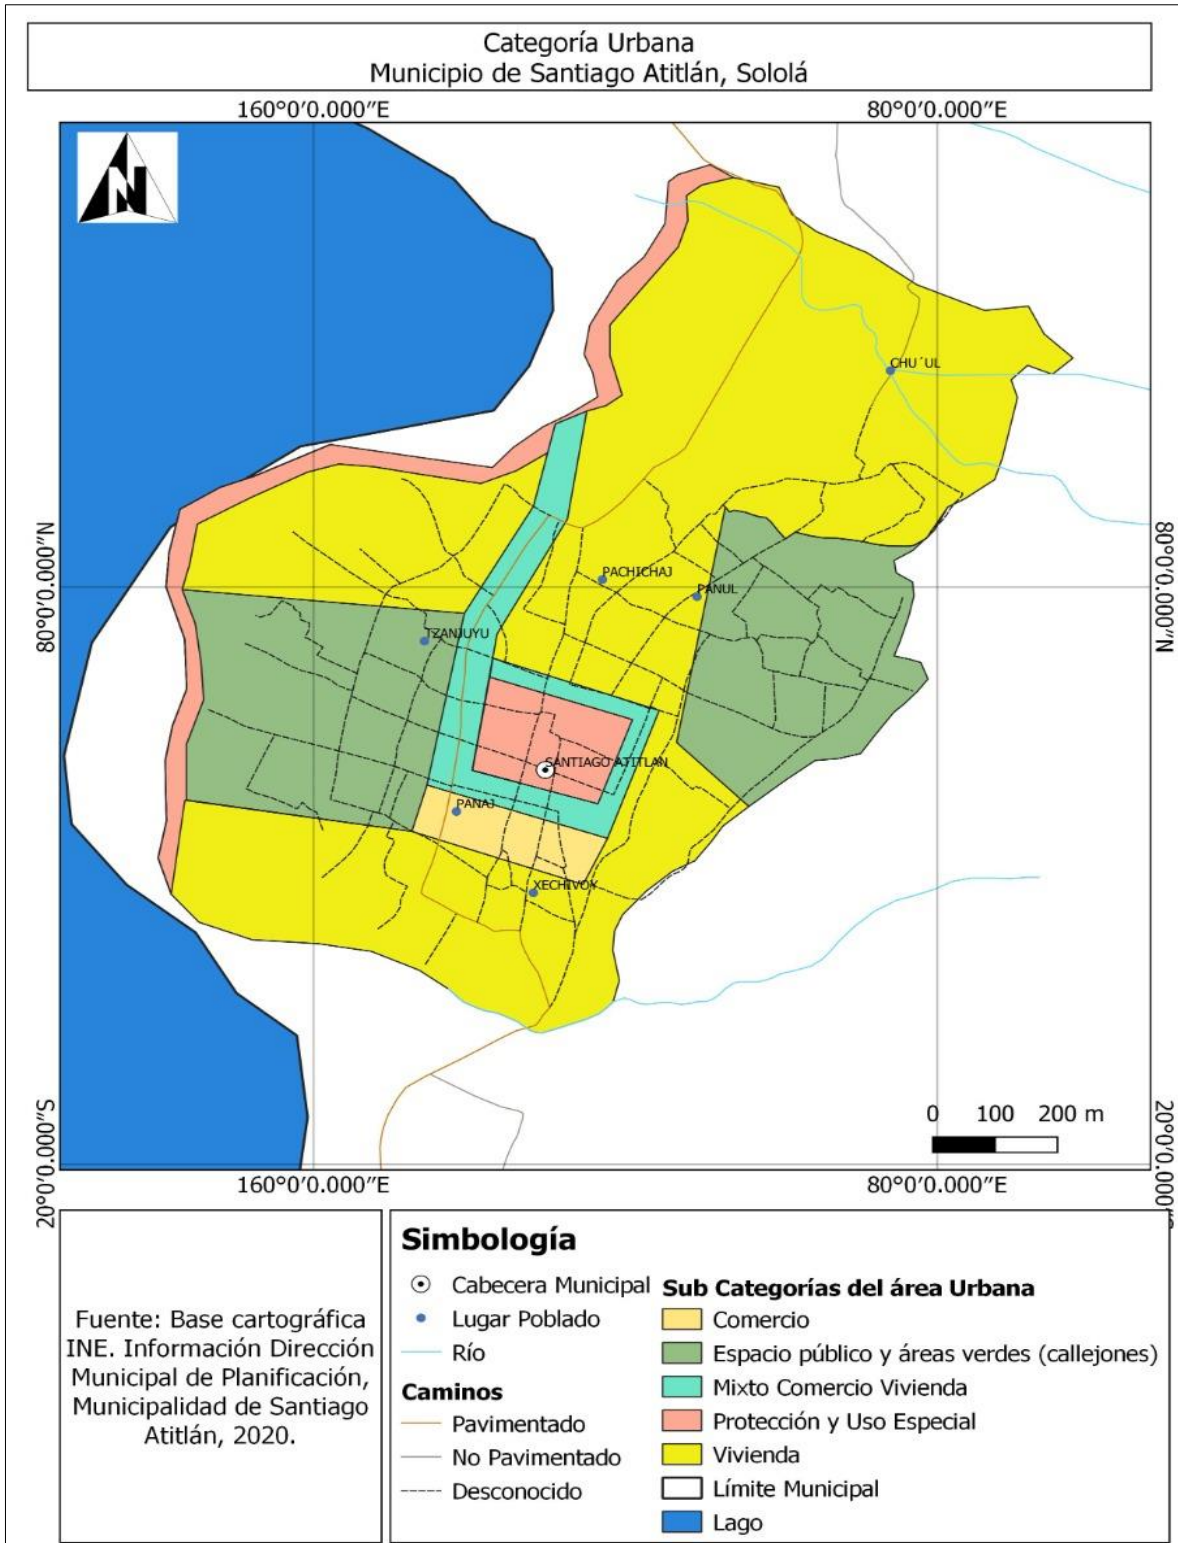 Categoría Urbana
Municipio de Santiago Atitlán, Sololá
160°0'0.000"E
80°0'0.000"E
N
CHU´UL
80°0'0.000"N
80°0'0.000"N
PACHICHAJ
PANUL
TZANJUYU
SANTIAGO ATITLAN
PANAJ
XECHIVOY
0 100 200 m
20°0'0.000"S
20°0'0.000"S
160°0'0.000"E
80°0'0.000"E
Fuente: Base cartográfica
INE. Información Dirección
Municipal de Planificación,
Municipalidad de Santiago
Atitlán, 2020.
Simbología
Cabecera Municipal
Lugar Poblado
Río
Caminos
Pavimentado
No Pavimentado
Desconocido
Sub Categorías del área Urbana
Comercio
Espacio público y áreas verdes (callejones)
Mixto Comercio Vivienda
Protección y Uso Especial
Vivienda
Límite Municipal
Lago